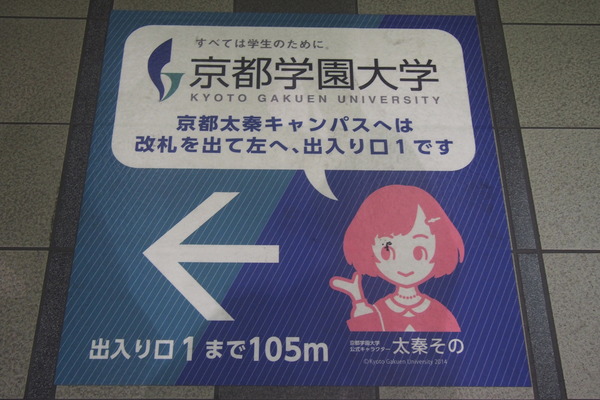 すべては学生のために。
京都学園大学
KYOTO GAKUEN UNIVERSITY
京都太秦キャンパスへは
改札を出て左へ、出入り口1です
出入り口1まで105m
京都学園大学
公式キャラクター 太秦その
©Kyoto Gakuen University 2014